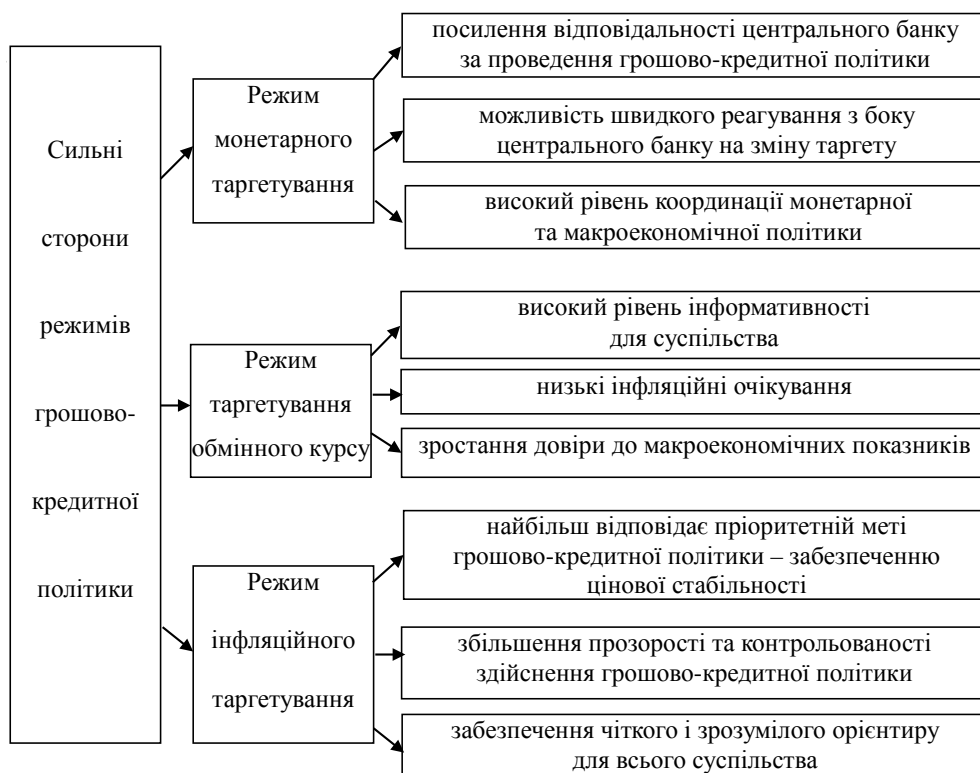 Сильні
сторони
режимів
грошово-
кредитної
політики
Режим
монетарного
таргетування
посилення відповідальності центрального банку
за проведення грошово-кредитної політики
можливість швидкого реагування з боку
центрального банку на зміну таргету
високий рівень координації монетарної
та макроекономічної політики
Режим
таргетування
обмінного курсу
високий рівень інформативності
для суспільства
низькі інфляційні очікування
зростання довіри до макроекономічних показників
Режим
інфляційного
таргетування
найбільш відповідає пріоритетній меті
грошово-кредитної політики – забезпеченню
цінової стабільності
збільшення прозорості та контрольованості
здійснення грошово-кредитної політики
забезпечення чіткого і зрозумілого орієнтиру
для всього суспільства